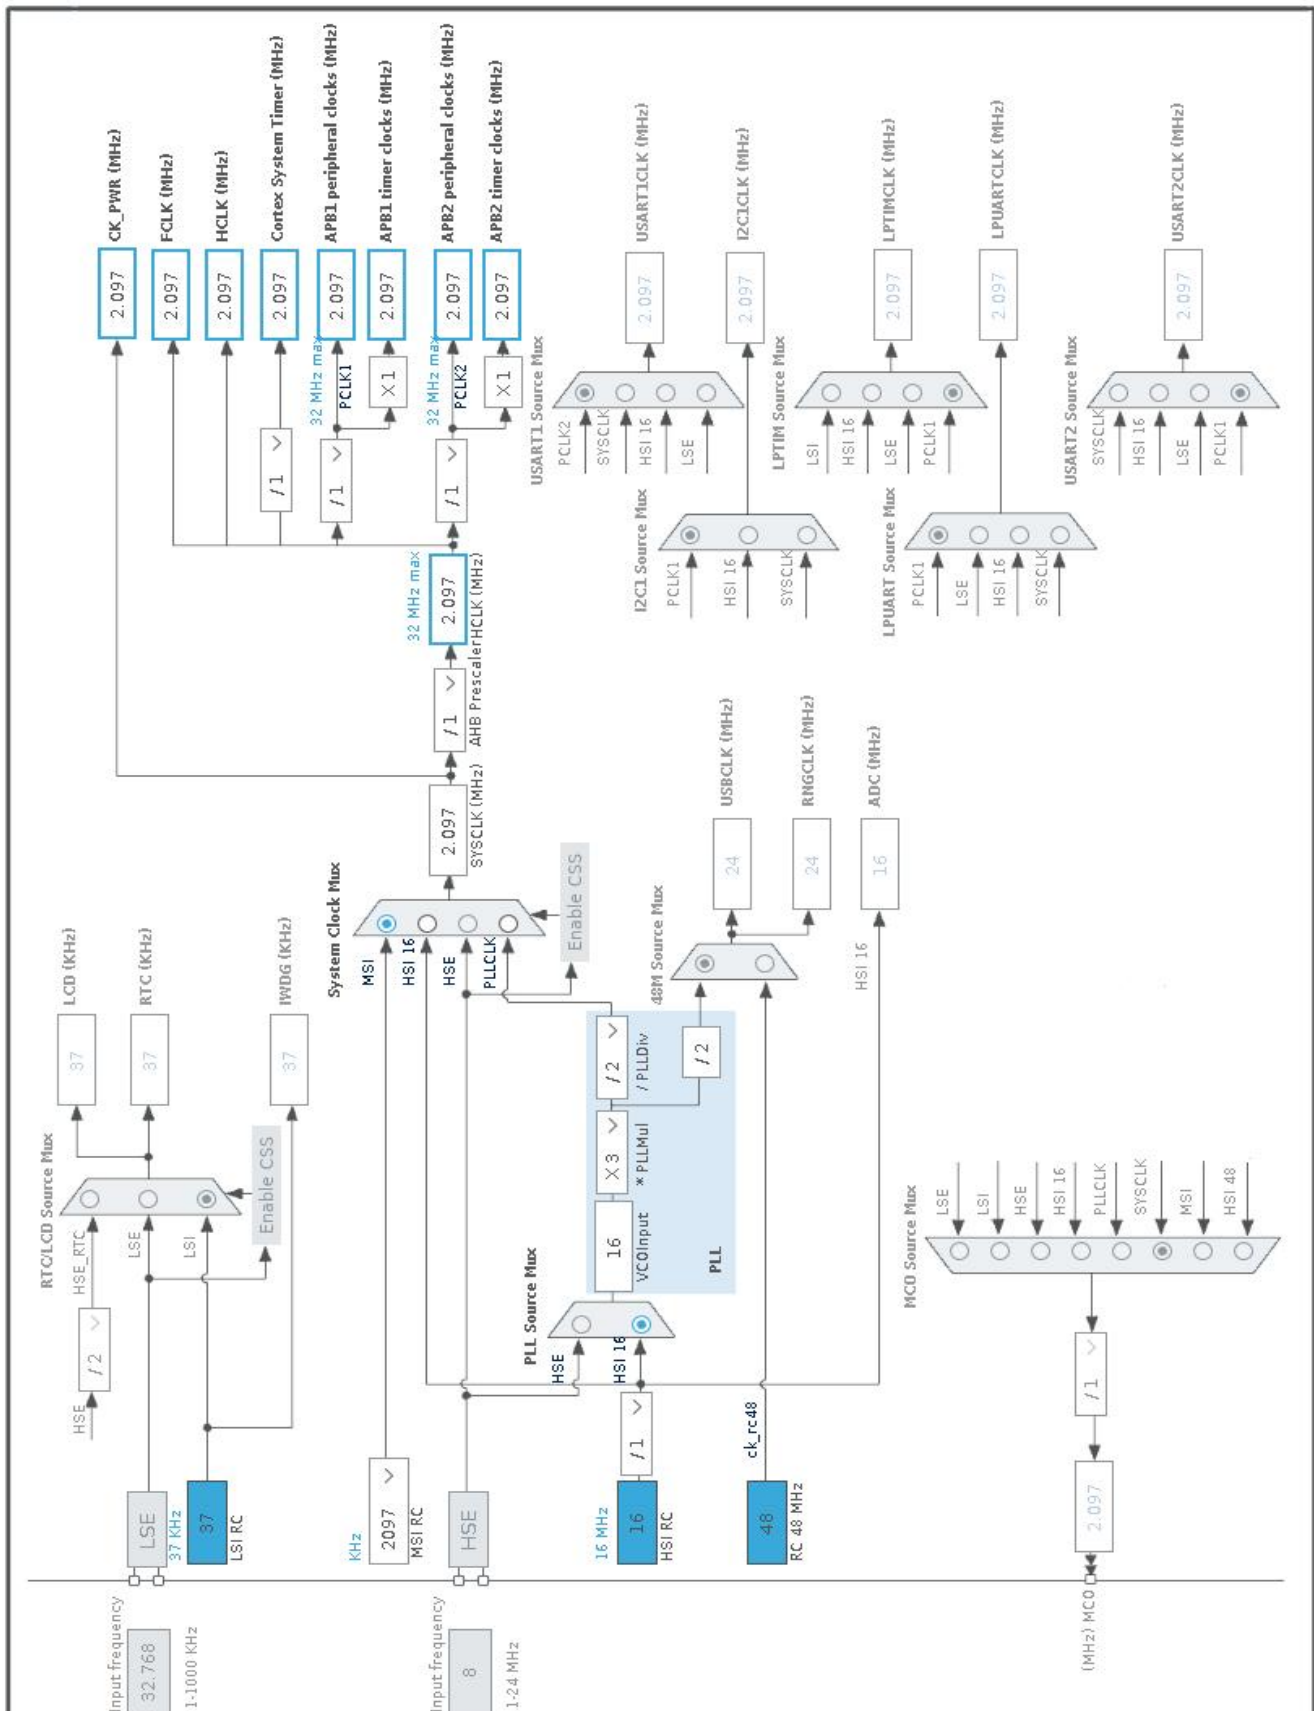 Input frequency
32.768
1-1000 KHz
LSE
37 KHz
37
LSI RC
HSE
/ 2
HSE_RTC
LSE
LSI
RTC/LCD Source Mux
Enable CSS
37
LCD (KHz)
37
RTC (KHz)
37
IWDG (KHz)
Input frequency
8
1-24 MHz
KHz
2097
MSI RC
HSE
16 MHz
16
HSI RC
/ 1
48
RC 48 MHz
ck_rc48
PLL Source Mux
HSE
HSI 16
16
VCOInput
X 3
* PLLMul
/ 2
/ PLLDiv
/ 2
PLL
System Clock Mux
MSI
HSI 16
HSE
PLLCLK
Enable CSS
48M Source Mux
24
USBCLK (MHz)
24
RNGCLK (MHz)
HSI 16
16
ADC (MHz)
2.097
SYSCLK (MHz)
/ 1
AHB Prescaler
32 MHz max
2.097
HCLK (MHz)
2.097
CK_PWR (MHz)
2.097
FCLK (MHz)
2.097
HCLK (MHz)
/ 1
2.097
Cortex System Timer (MHz)
/ 1
32 MHz max
PCLK1
2.097
APB1 peripheral clocks (MHz)
X 1
2.097
APB1 timer clocks (MHz)
/ 1
32 MHz max
PCLK2
2.097
APB2 peripheral clocks (MHz)
X 1
2.097
APB2 timer clocks (MHz)
USART1 Source Mux
PCLK2
SYSCLK
HSI 16
LSE
2.097
USART1CLK (MHz)
I2C1 Source Mux
PCLK1
HSI 16
SYSCLK
2.097
I2C1CLK (MHz)
LPTIM Source Mux
LSI
HSI 16
LSE
PCLK1
2.097
LPTIMCLK (MHz)
LPUART Source Mux
PCLK1
LSE
HSI 16
SYSCLK
2.097
LPUARTCLK (MHz)
USART2 Source Mux
SYSCLK
HSI 16
LSE
PCLK1
2.097
USART2CLK (MHz)
MCO Source Mux
LSE
LSI
HSE
HSI 16
PLLCLK
SYSCLK
MSI
HSI 48
/ 1
2.097
(MHz) MCO